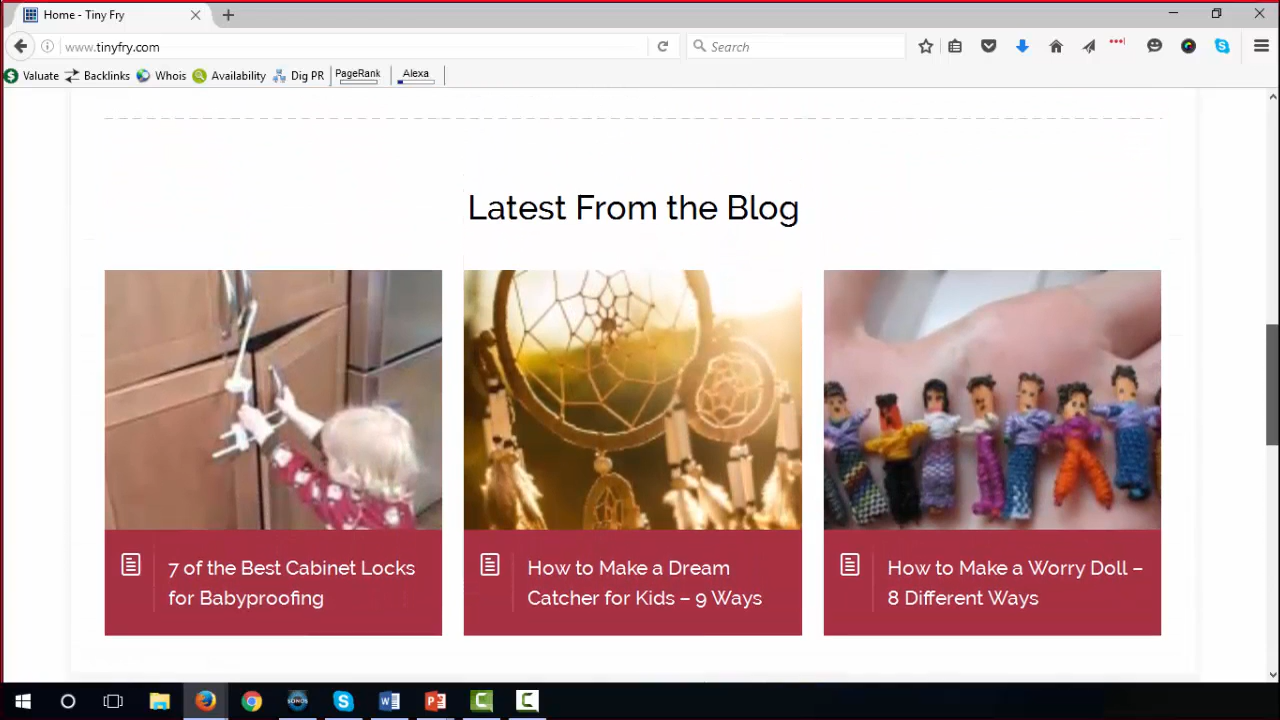 Home - Tiny Fry
www.tinyfry.com
Search
Valuate Backlinks Whois Availability Dig PR PageRank Alexa
Latest From the Blog
7 of the Best Cabinet Locks
for Babyproofing
How to Make a Dream
Catcher for Kids – 9 Ways
How to Make a Worry Doll –
8 Different Ways
SONOS